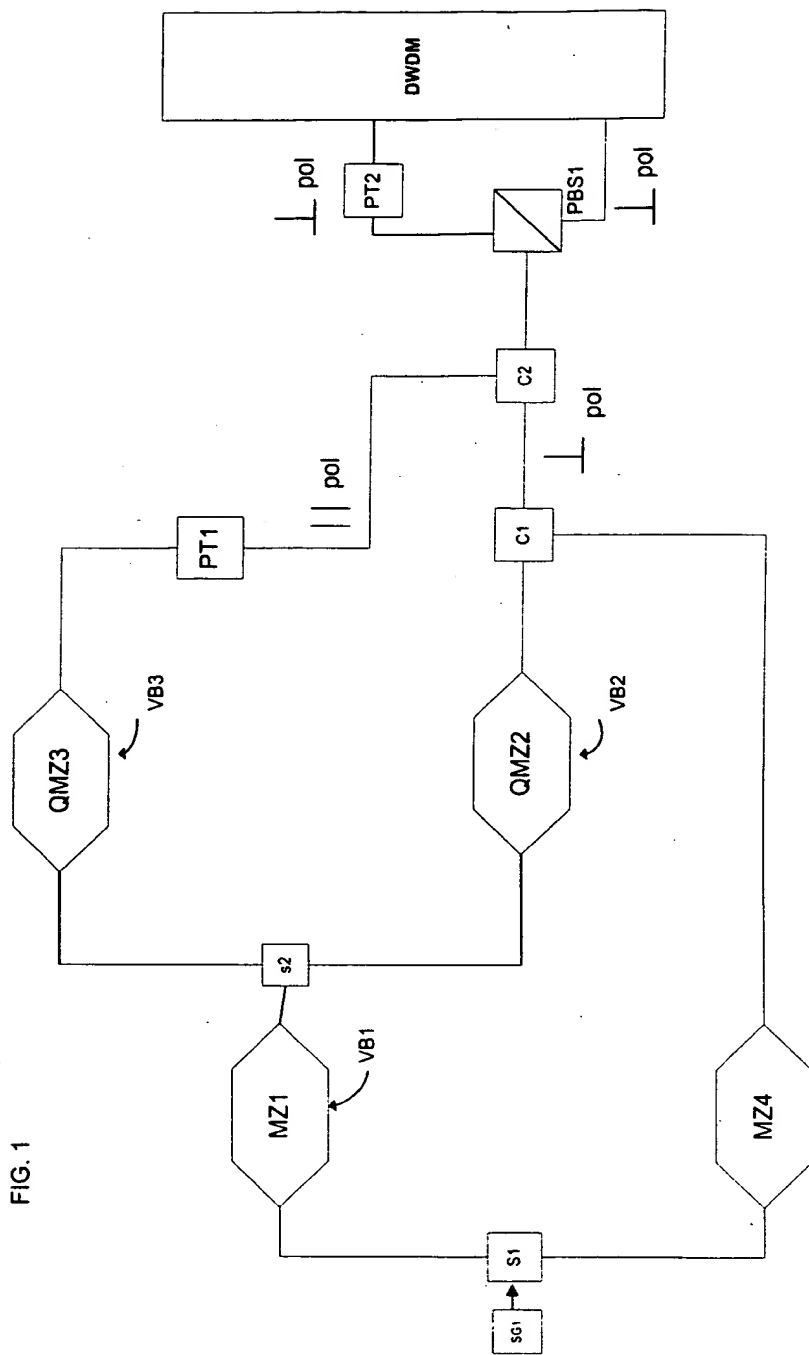 FIG. 1
DWDM
pol
PT2
PBS1
pol
C2
pol
PT1
pol
C1
QMZ3
VB3
QMZ2
VB2
s2
MZ1
VB1
MZ4
S1
SG1